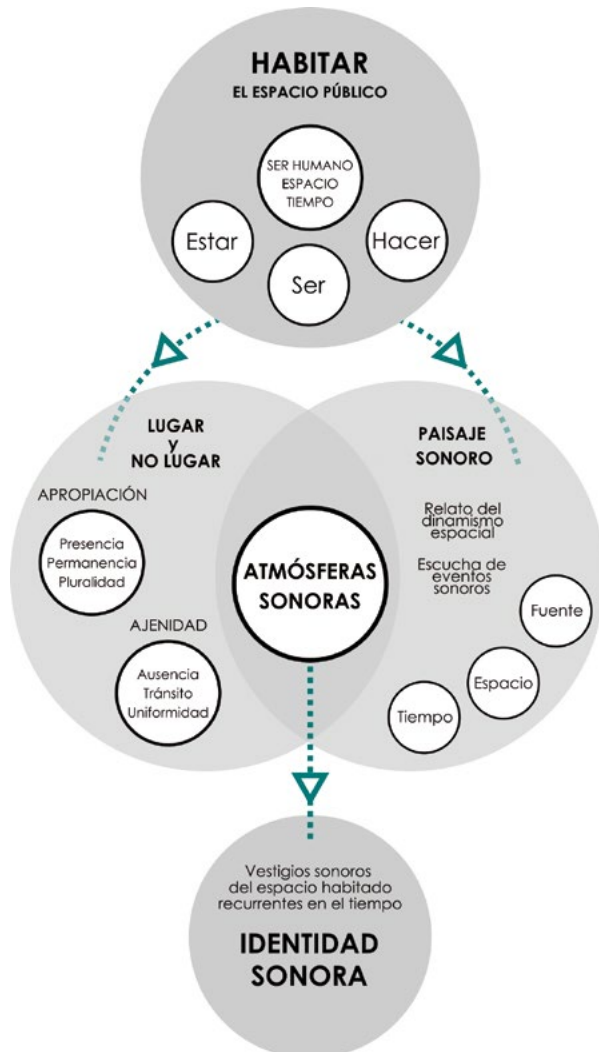 HABITAR
EL ESPACIO PÚBLICO
SER HUMANO
ESPACIO
TIEMPO
Estar
Hacer
Ser
LUGAR
y
NO LUGAR
APROPIACIÓN
Presencia
Permanencia
Pluralidad
AJENIDAD
Ausencia
Tránsito
Uniformidad
ATMÓSFERAS
SONORAS
PAISAJE
SONORO
Relato del
dinamismo
espacial
Escucha de
eventos
sonoros
Fuente
Espacio
Tiempo
Vestigios sonoros
del espacio habitado
recurrentes en el tiempo
IDENTIDAD
SONORA